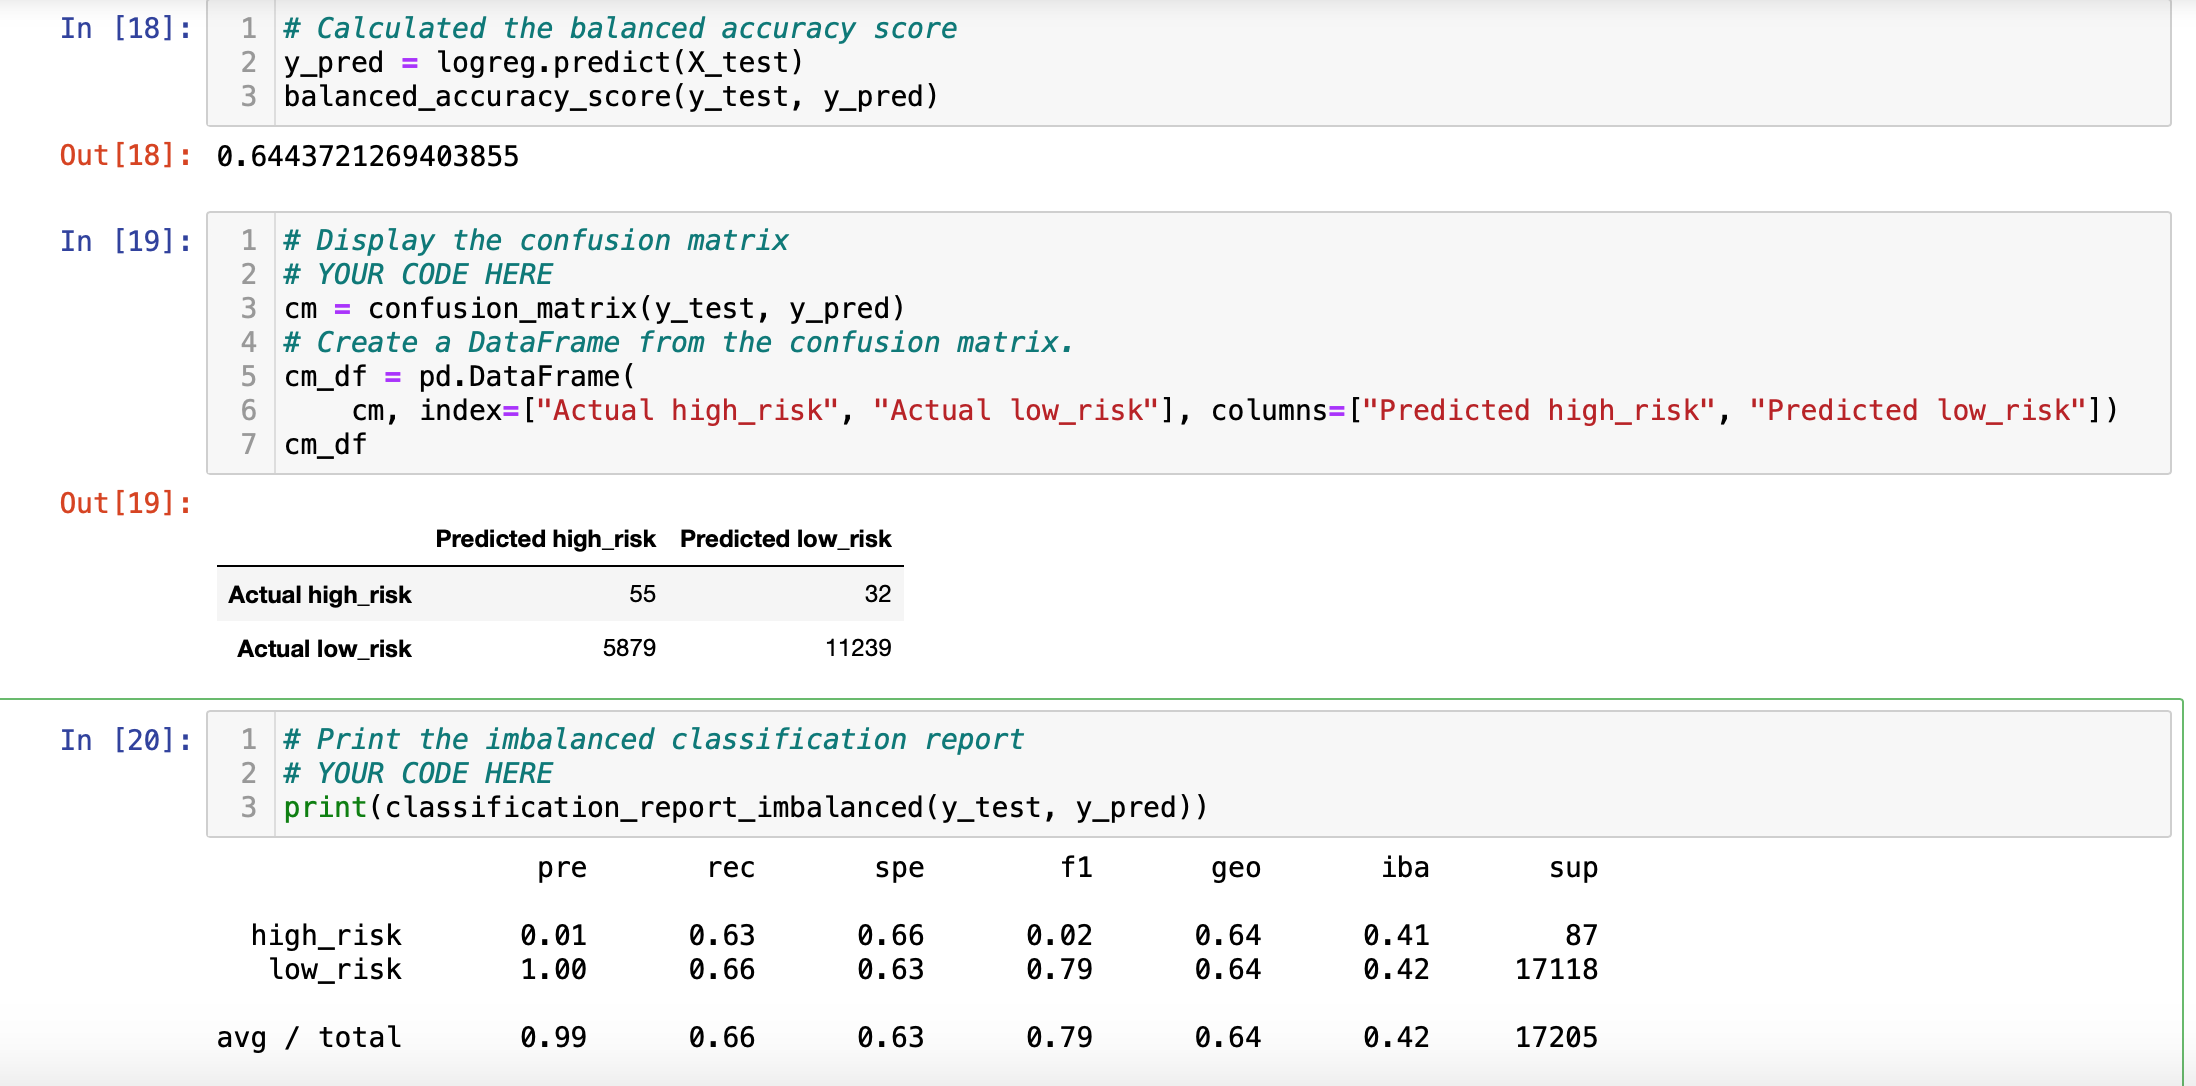 In [18]:
1 # Calculated the balanced accuracy score
2 y_pred = logreg.predict(X_test)
3 balanced_accuracy_score(y_test, y_pred)
Out[18]: 0.6443721269403855
In [19]:
1 # Display the confusion matrix
2 # YOUR CODE HERE
3 cm = confusion_matrix(y_test, y_pred)
4 # Create a DataFrame from the confusion matrix.
5 cm_df = pd.DataFrame(
6     cm, index=["Actual high_risk", "Actual low_risk"], columns=["Predicted high_risk", "Predicted low_risk"])
7 cm_df
Out[19]:
Predicted high_risk Predicted low_risk
Actual high_risk 55 32
Actual low_risk 5879 11239
In [20]:
1 # Print the imbalanced classification report
2 # YOUR CODE HERE
3 print(classification_report_imbalanced(y_test, y_pred))
pre rec spe f1 geo iba sup
high_risk 0.01 0.63 0.66 0.02 0.64 0.41 87
low_risk 1.00 0.66 0.63 0.79 0.64 0.42 17118
avg / total 0.99 0.66 0.63 0.79 0.64 0.42 17205